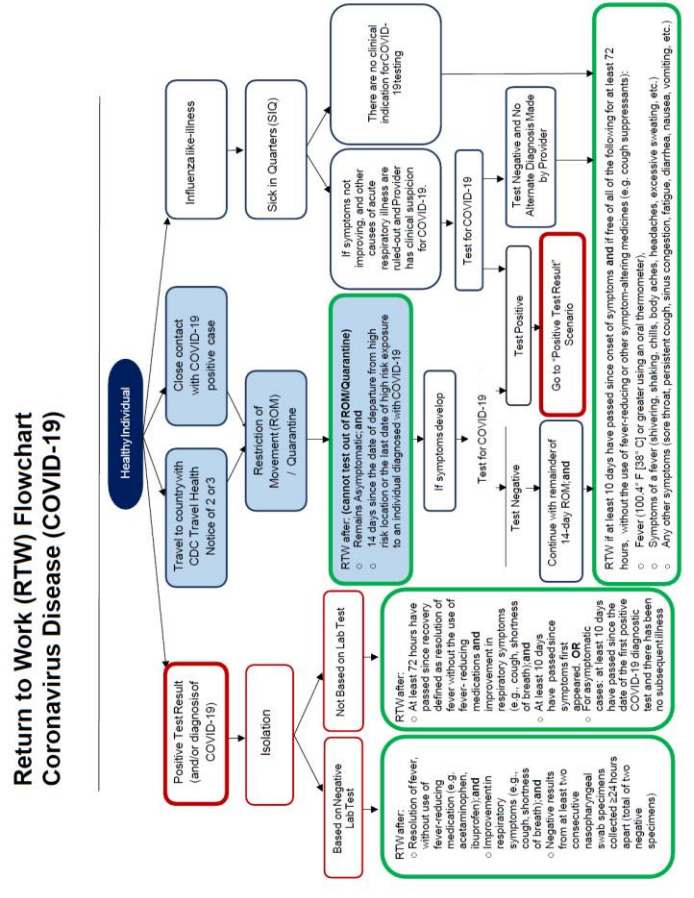 Return to Work (RTW) Flowchart
Coronavirus Disease (COVID-19)
Healthy Individual
Positive Test Result
(and/or diagnosis of
COVID-19)
Travel to country with
CDC Travel Health
Notice of 2 or 3
Close contact
with COVID-19
positive case
Influenza like-illness
Isolation
Restriction of
Movement (ROM)
/ Quarantine
Sick in Quarters (SIQ)
Based on Negative
Lab Test
Not Based on Lab Test
RTW after: (cannot test out of ROM/Quarantine)
○ Remains Asymptomatic; and
○ 14 days since the date of departure from high
risk location or the last date of high risk exposure
to an individual diagnosed with COVID-19
If symptoms not
improving, and other
causes of acute
respiratory illness are
ruled-out and Provider
has clinical suspicion
for COVID-19.
There are no clinical
indication for COVID-
19 testing
RTW after:
○ Resolution of fever,
without use of
fever-reducing
medication (e.g.
acetaminophen,
ibuprofen); and
○ Improvement in
respiratory
symptoms (e.g.,
cough, shortness
of breath); and
○ Negative results
from at least two
consecutive
nasopharyngeal
swab specimens
collected ≥24 hours
apart (total of two
negative
specimens)
RTW after:
○ At least 72 hours have
passed since recovery
defined as resolution of
fever without the use of
fever-reducing
medications and
improvement in
respiratory symptoms
(e.g., cough, shortness
of breath); and
○ At least 10 days
have passed since
symptoms first
appeared. OR
○ For asymptomatic
cases: at least 10 days
have passed since the
date of the first positive
COVID-19 diagnostic
test and there has been
no subsequent illness
If symptoms develop
Test for COVID-19
Test for COVID-19
Test Negative
Test Positive
Test Negative and No
Alternate Diagnosis Made
by Provider
Continue with remainder of
14-day ROM; and
Go to "Positive Test Result"
Scenario
RTW if at least 10 days have passed since onset of symptoms and if free of all of the following for at least 72
hours, without the use of fever-reducing or other symptom-altering medicines (e.g. cough suppressants):
○ Fever (100.4° F [38° C] or greater using an oral thermometer),
○ Symptoms of a fever (shivering, shaking, chills, body aches, headaches, excessive sweating, etc.)
○ Any other symptoms (sore throat, persistent cough, sinus congestion, fatigue, diarrhea, nausea, vomiting, etc.)